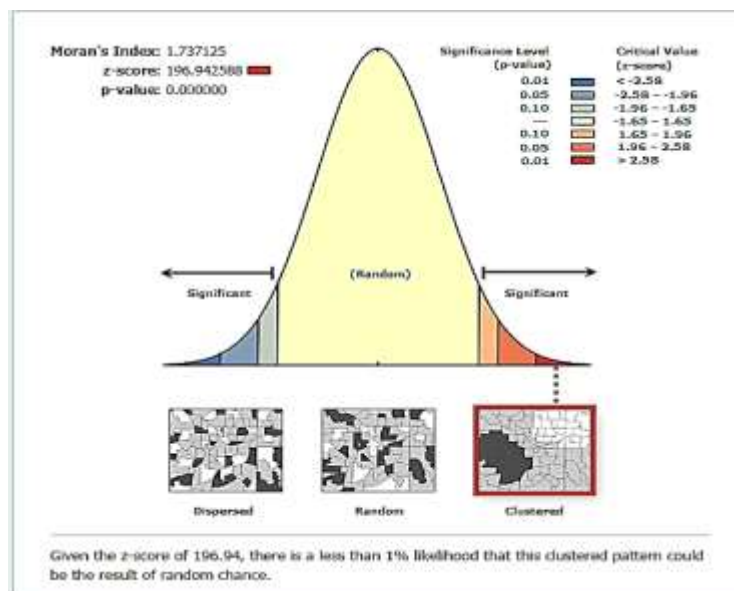 Moran's Index: 1.737125
z-score: 196.942588
p-value: 0.000000
Significance Level
(p-value)
0.01
0.05
0.10
—
0.10
0.05
0.01
Critical Value
(z-score)
< -2.58
-2.58 – -1.96
-1.96 – -1.65
-1.65 – 1.65
1.65 – 1.96
1.96 – 2.58
> 2.58
Significant
(Random)
Significant
Dispersed
Random
Clustered
Given the z-score of 196.94, there is a less than 1% likelihood that this clustered pattern could
be the result of random chance.